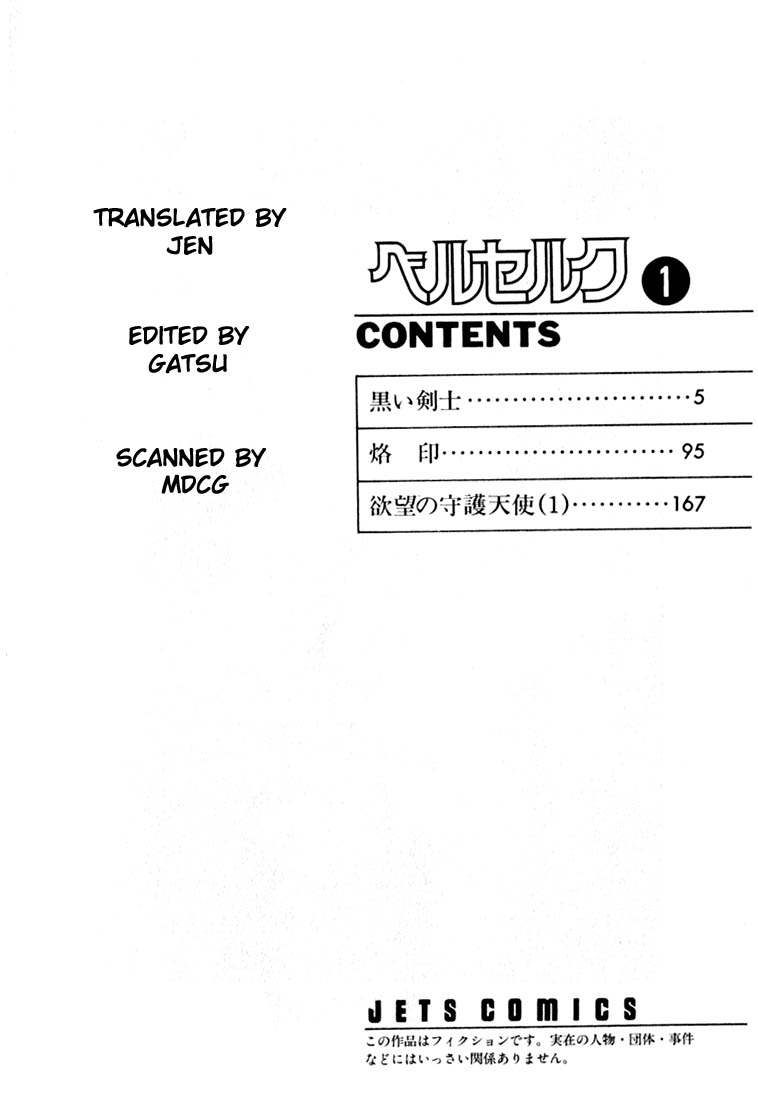 TRANSLATED BY
JEN
EDITED BY
GATSU
SCANNED BY
MDCG
ベルセルク 1
CONTENTS
黒い剣士‥‥‥‥‥‥‥‥‥‥‥‥5
烙　印‥‥‥‥‥‥‥‥‥‥‥‥‥95
欲望の守護天使(1)‥‥‥‥‥‥167
JETS COMICS
この作品はフィクションです。実在の人物・団体・事件
などにはいっさい関係ありません。